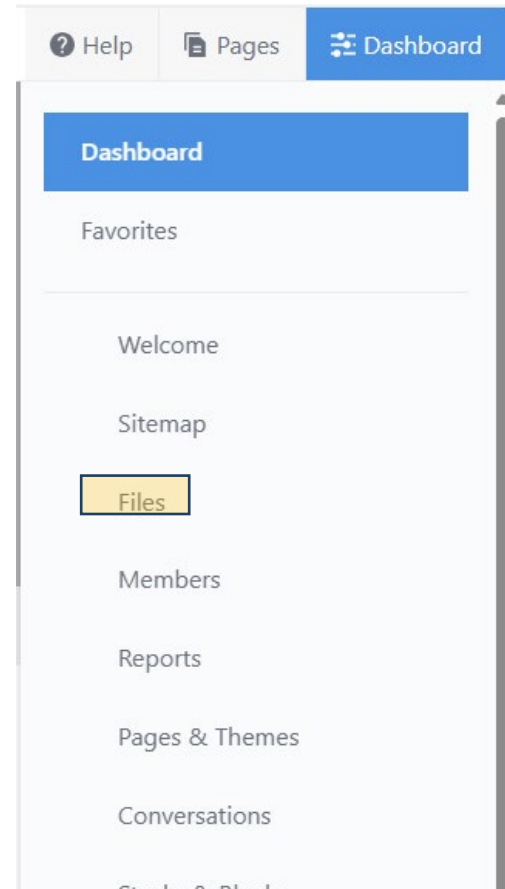 Help Pages Dashboard
Dashboard
Favorites
Welcome
Sitemap
Files
Members
Reports
Pages & Themes
Conversations